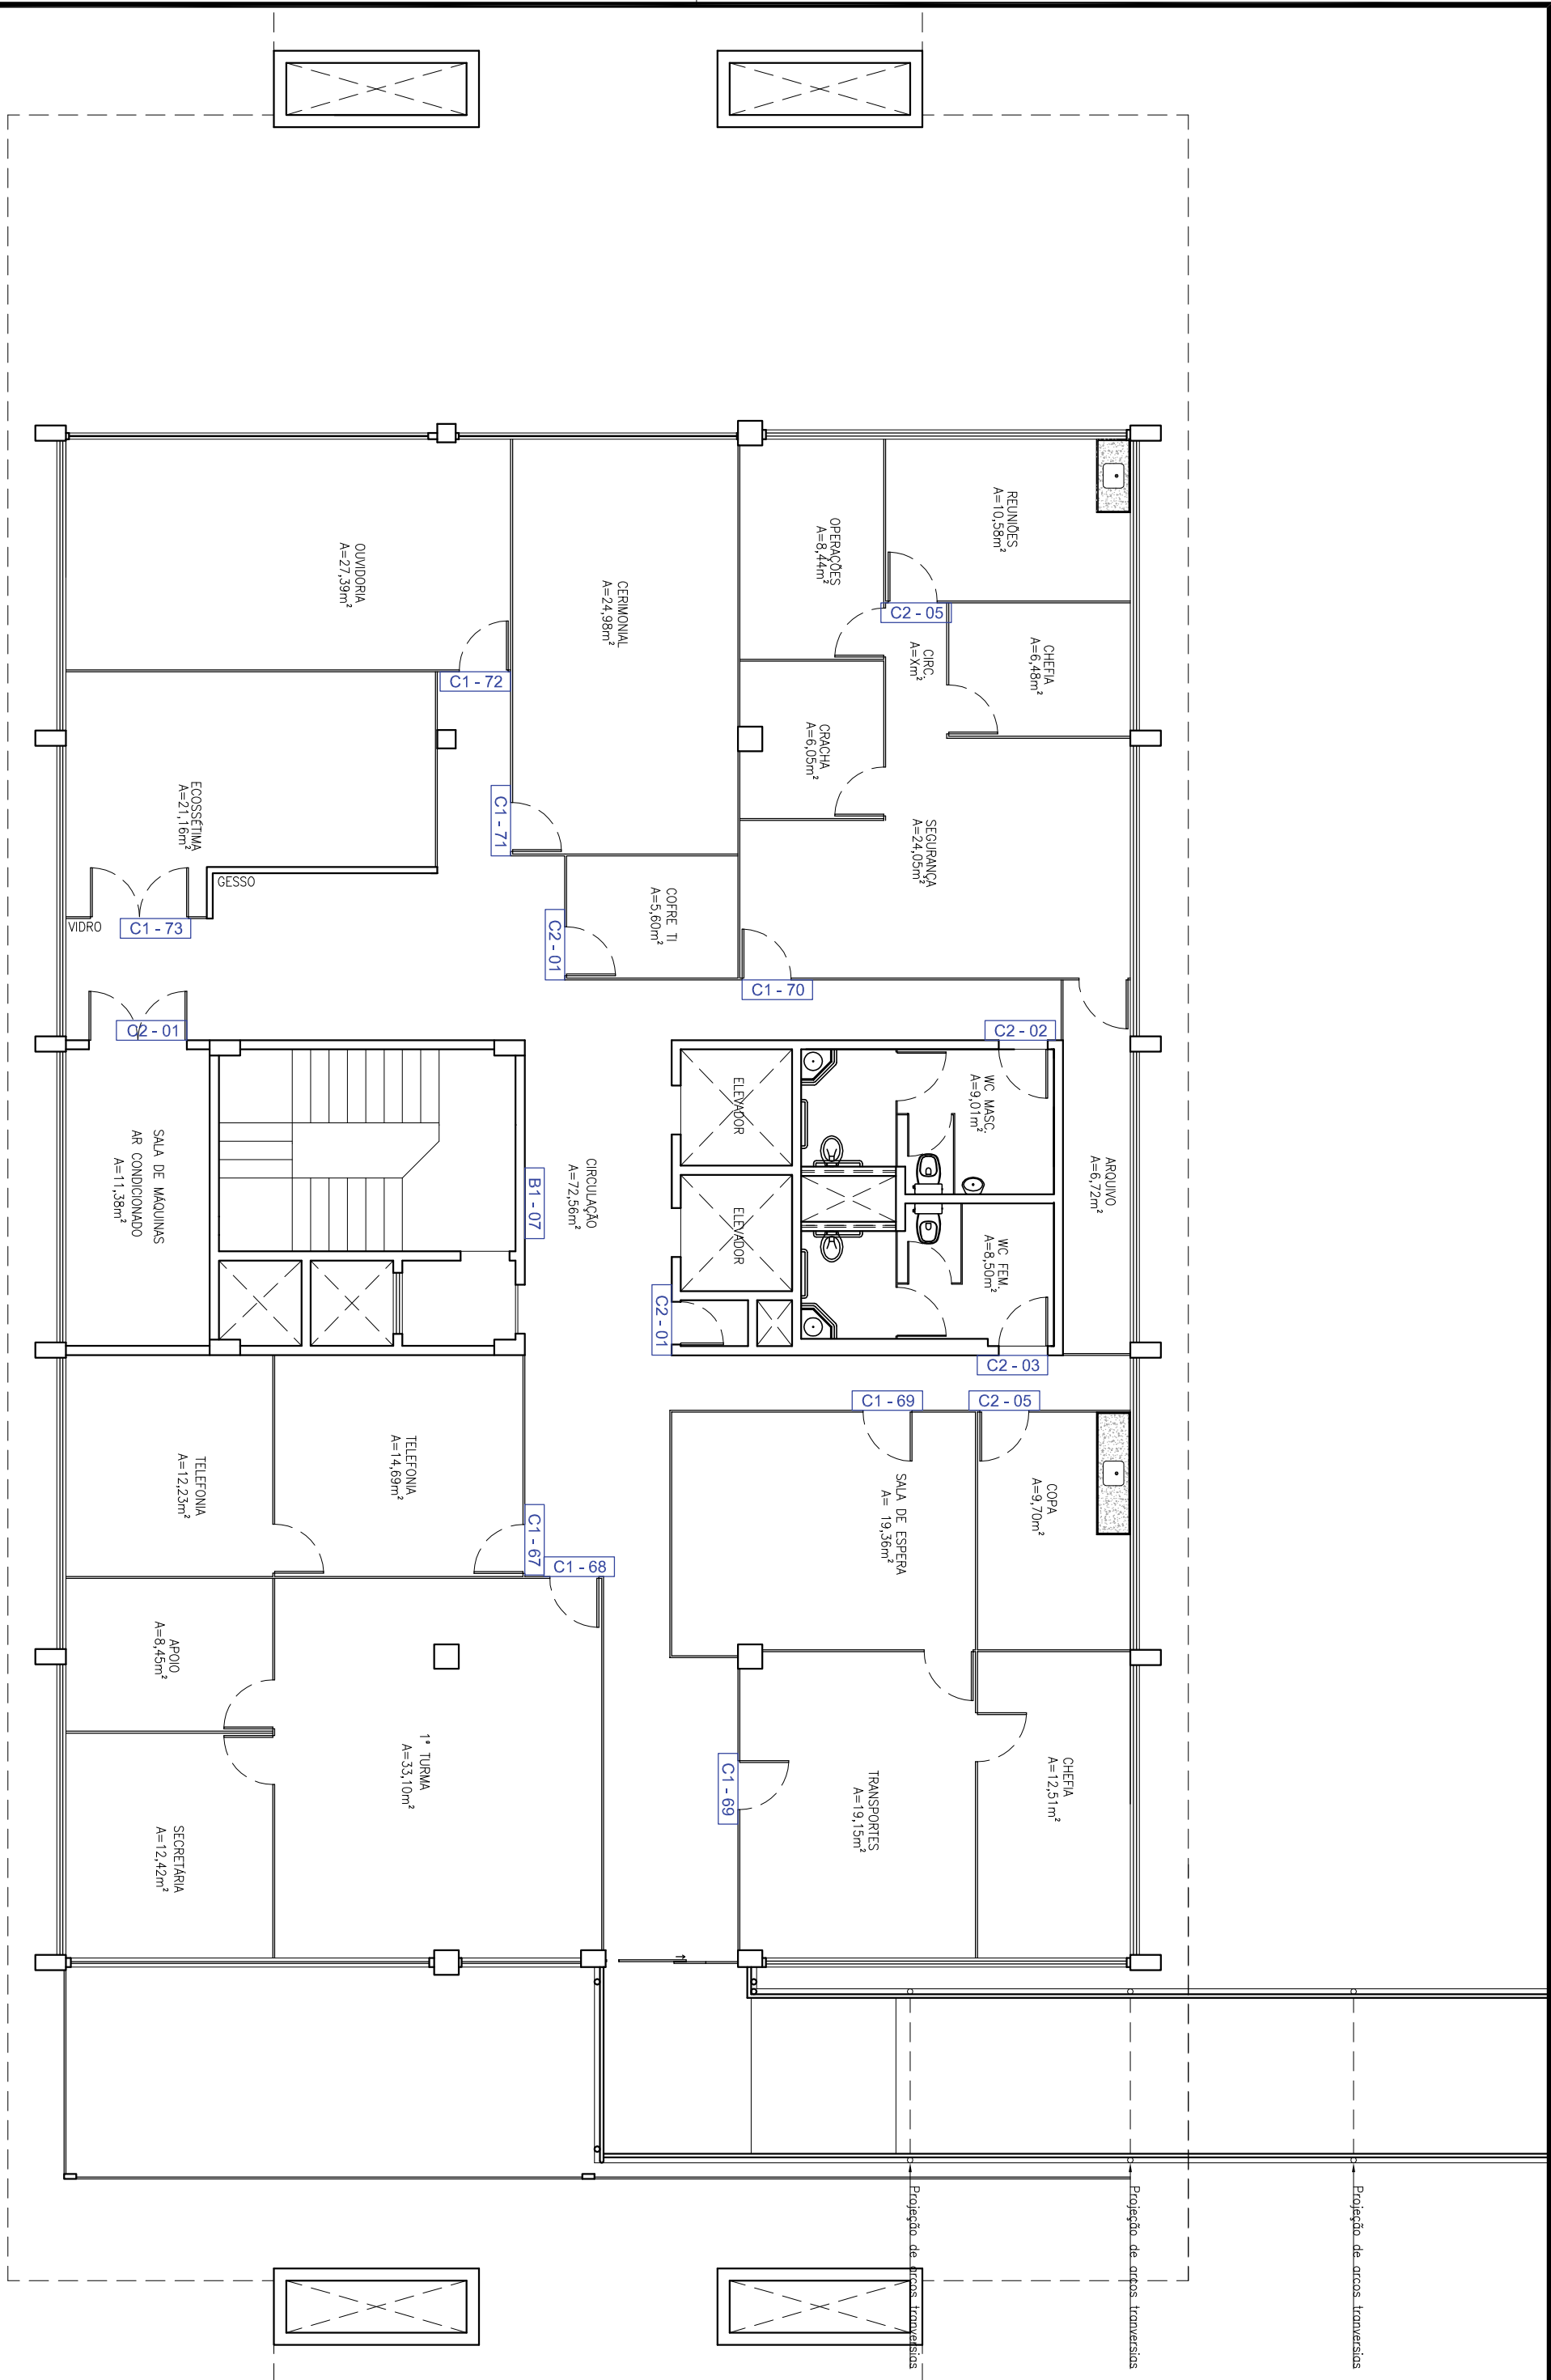 REUNIÕES
A=10,58m²
OPERAÇÕES
A=8,44m²
C2 - 05
CHEFIA
A=6,48m²
CIRC.
A=Xm²
OUVIDORIA
A=27,39m²
CERIMONIAL
A=24,98m²
C1 - 72
CRACHA
A=6,05m²
SEGURANÇA
A=24,05m²
ECOSSÉTIMA
A=21,16m²
C1 - 71
GESSO
VIDRO
C1 - 73
COFRE TI
A=5,60m²
C2 - 01
C1 - 70
C2 - 01
C2 - 02
ELEVADOR
WC MASC.
A=9,01m²
ARQUIVO
A=6,72m²
SALA DE MÁQUINAS
AR CONDICIONADO
A=11,38m²
B1 - 07
CIRCULAÇÃO
A=72,56m²
ELEVADOR
WC FEM.
A=8,50m²
C2 - 01
C2 - 03
C1 - 69
C2 - 05
TELEFONIA
A=12,23m²
TELEFONIA
A=14,69m²
C1 - 67
C1 - 68
SALA DE ESPERA
A= 19,36m²
COPA
A=9,70m²
APOIO
A=8,45m²
1ª TURMA
A=33,10m²
SECRETÁRIA
A=12,42m²
C1 - 69
TRANSPORTES
A=19,15m²
CHEFIA
A=12,51m²
Projeção de arcos tranversias
Projeção de arcos tranversias
Projeção de arcos tranversias